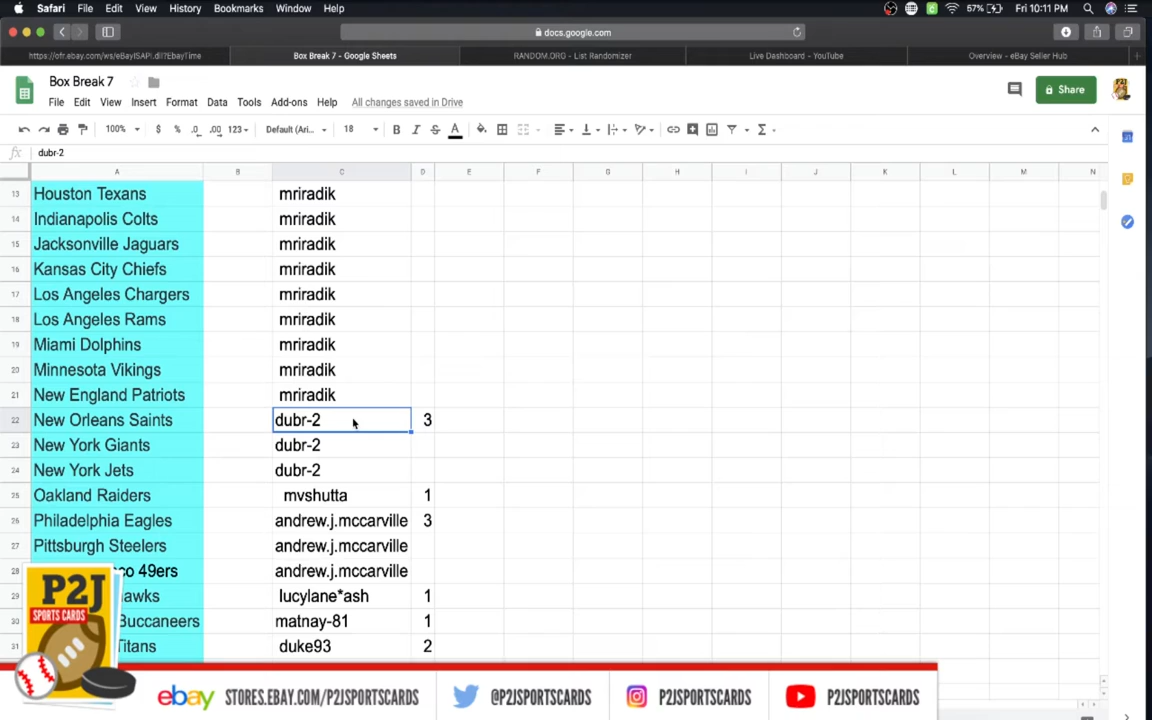 Safari File Edit View History Bookmarks Window Help 57% Fri 10:11 PM
docs.google.com
https://ofr.ebay.com/ws/eBayISAPI.dll?EbayTime Box Break 7 - Google Sheets RANDOM.ORG - List Randomizer Live Dashboard - YouTube Overview - eBay Seller Hub
Box Break 7
File Edit View Insert Format Data Tools Add-ons Help All changes saved in Drive
Share
100% $ % .0 .00 123 Default (Ari... 18 B I S A
fx dubr-2
A B C D E F G H I J K L M N
13 Houston Texans mriradik
14 Indianapolis Colts mriradik
15 Jacksonville Jaguars mriradik
16 Kansas City Chiefs mriradik
17 Los Angeles Chargers mriradik
18 Los Angeles Rams mriradik
19 Miami Dolphins mriradik
20 Minnesota Vikings mriradik
21 New England Patriots mriradik
22 New Orleans Saints dubr-2 3
23 New York Giants dubr-2
24 New York Jets dubr-2
25 Oakland Raiders mvshutta 1
26 Philadelphia Eagles andrew.j.mccarville 3
27 Pittsburgh Steelers andrew.j.mccarville
28 co 49ers andrew.j.mccarville
29 awks lucylane*ash 1
30 Buccaneers matnay-81 1
31 Titans duke93 2
P2J
SPORTS CARDS
ebay STORES.EBAY.COM/P2JSPORTSCARDS @P2JSPORTSCARDS P2JSPORTSCARDS P2JSPORTSCARDS